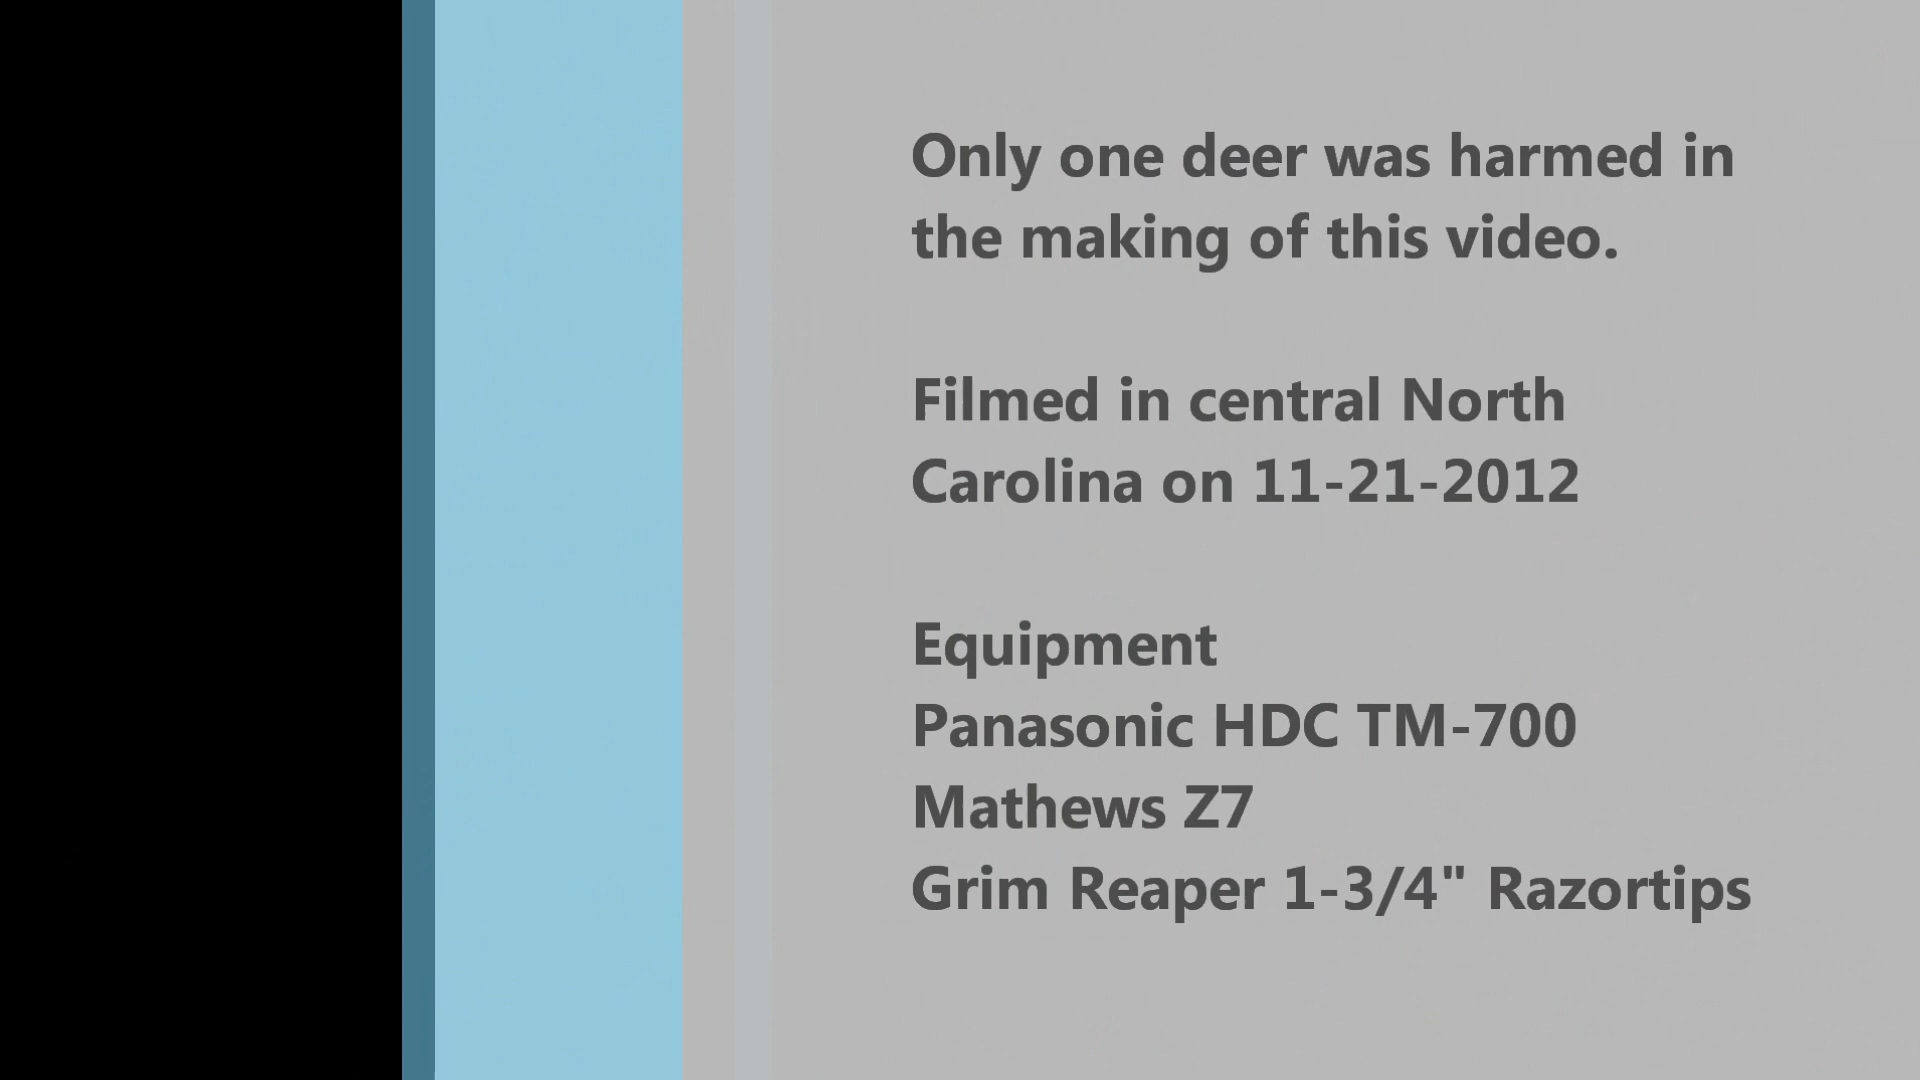 Only one deer was harmed in
the making of this video.
Filmed in central North
Carolina on 11-21-2012
Equipment
Panasonic HDC TM-700
Mathews Z7
Grim Reaper 1-3/4" Razortips